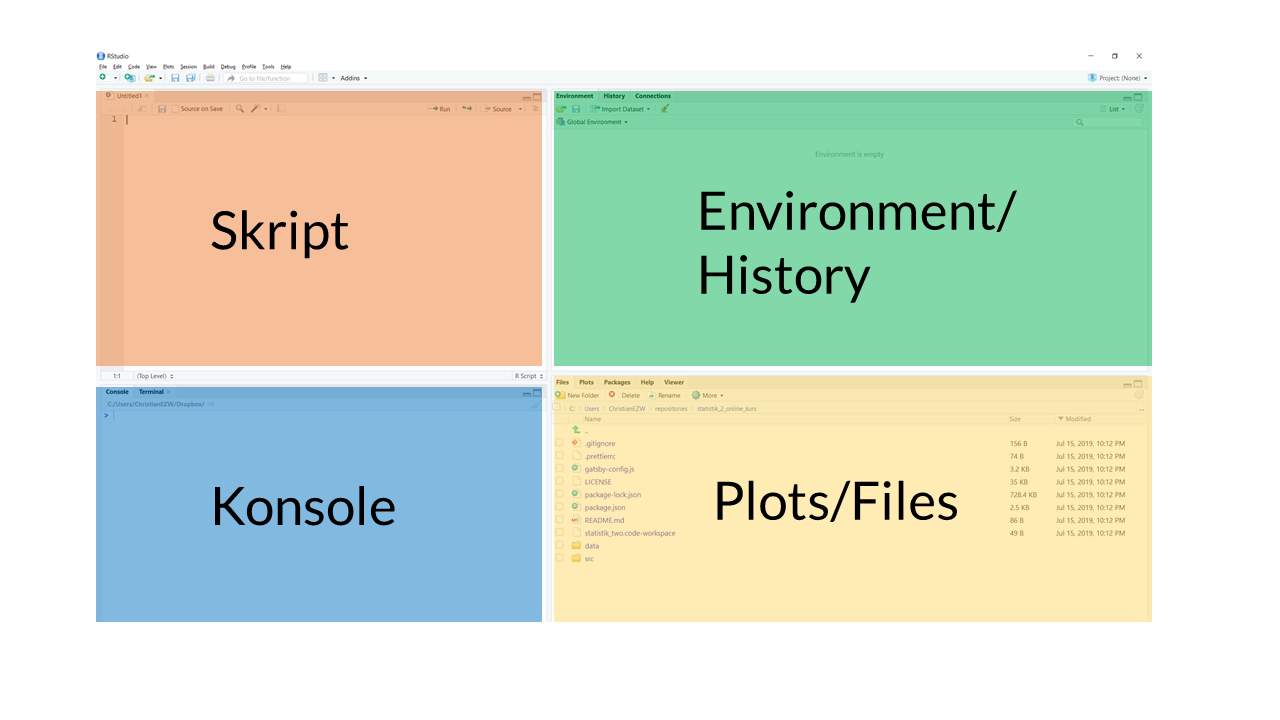 RStudio
File Edit Code View Plots Session Build Debug Profile Tools Help
Go to file/function Addins Project: (None)
Untitled1
Source on Save Run Source
1
Skript
1:1 (Top Level) R Script
Environment History Connections
Import Dataset List
Global Environment
Environment is empty
Environment/
History
Console Terminal
C:/Users/ChristianEZW/Dropbox/
>
Konsole
Files Plots Packages Help Viewer
New Folder Delete Rename More
C: Users ChristianEZW repositories statistik_2_online_kurs ...
Name Size Modified
..
.gitignore 156 B Jul 15, 2019, 10:12 PM
.prettierrc 74 B Jul 15, 2019, 10:12 PM
gatsby-config.js 3.2 KB Jul 15, 2019, 10:12 PM
LICENSE 35 KB Jul 15, 2019, 10:12 PM
package-lock.json 728.4 KB Jul 15, 2019, 10:12 PM
package.json 2.5 KB Jul 15, 2019, 10:12 PM
README.md 86 B Jul 15, 2019, 10:12 PM
statistik_two.code-workspace 49 B Jul 15, 2019, 10:12 PM
data
src
Plots/Files